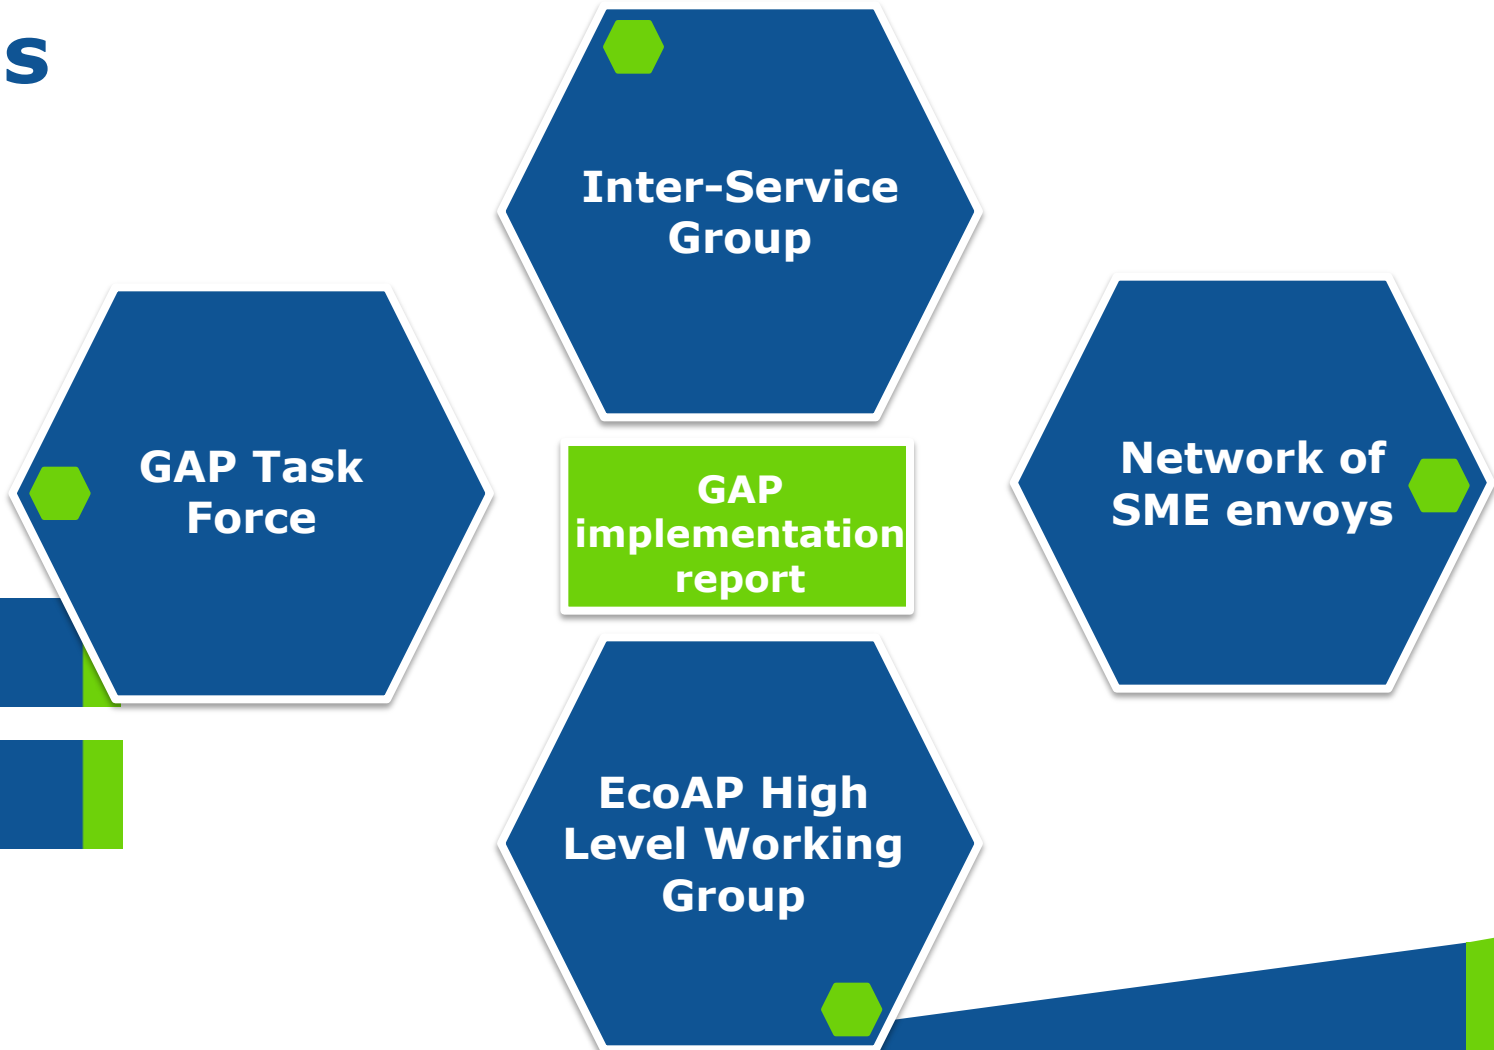 s
Inter-Service
Group
GAP Task
Force
GAP
implementation
report
Network of
SME envoys
EcoAP High
Level Working
Group